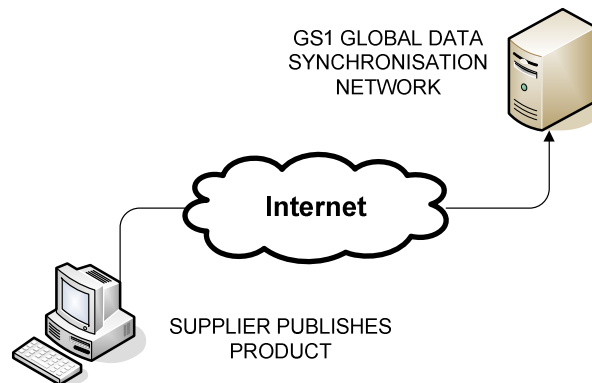 GS1 GLOBAL DATA
SYNCHRONISATION
NETWORK
Internet
SUPPLIER PUBLISHES
PRODUCT